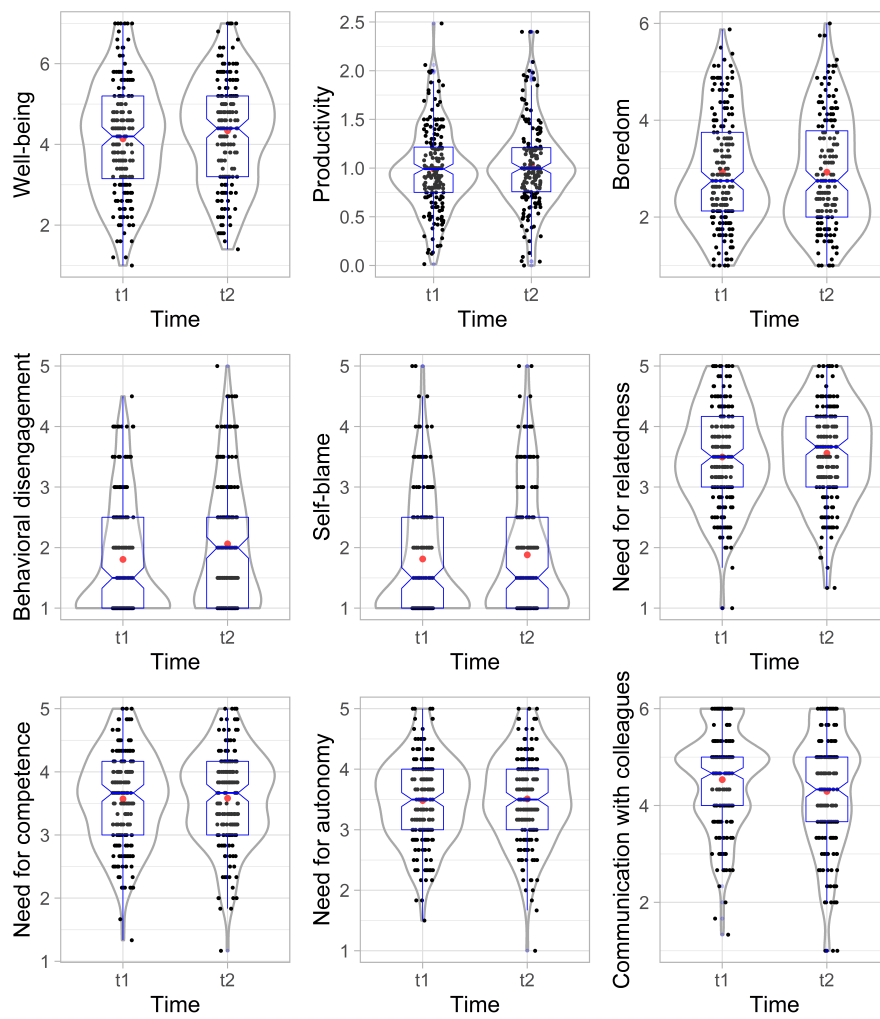 Well-being
6
4
2
t1
t2
Time
Productivity
2.5
2.0
1.5
1.0
0.5
0.0
t1
t2
Time
Boredom
6
4
2
t1
t2
Time
Behavioral disengagement
5
4
3
2
1
t1
t2
Time
Self-blame
5
4
3
2
1
t1
t2
Time
Need for relatedness
5
4
3
2
1
t1
t2
Time
Need for competence
5
4
3
2
1
t1
t2
Time
Need for autonomy
5
4
3
2
1
t1
t2
Time
Communication with colleagues
6
4
2
t1
t2
Time